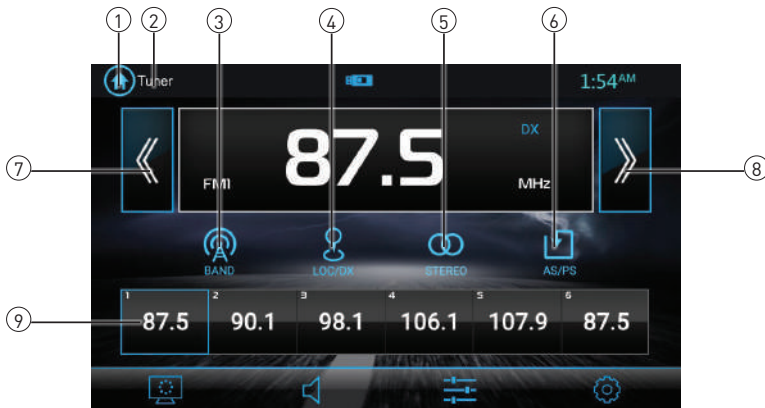 1 2 3 4 5 6
Tuner 1:54AM
7 8
DX
87.5
FM1 MHz
BAND LOC/DX STEREO AS/PS
1 2 3 4 5 6
9
87.5 90.1 98.1 106.1 107.9 87.5